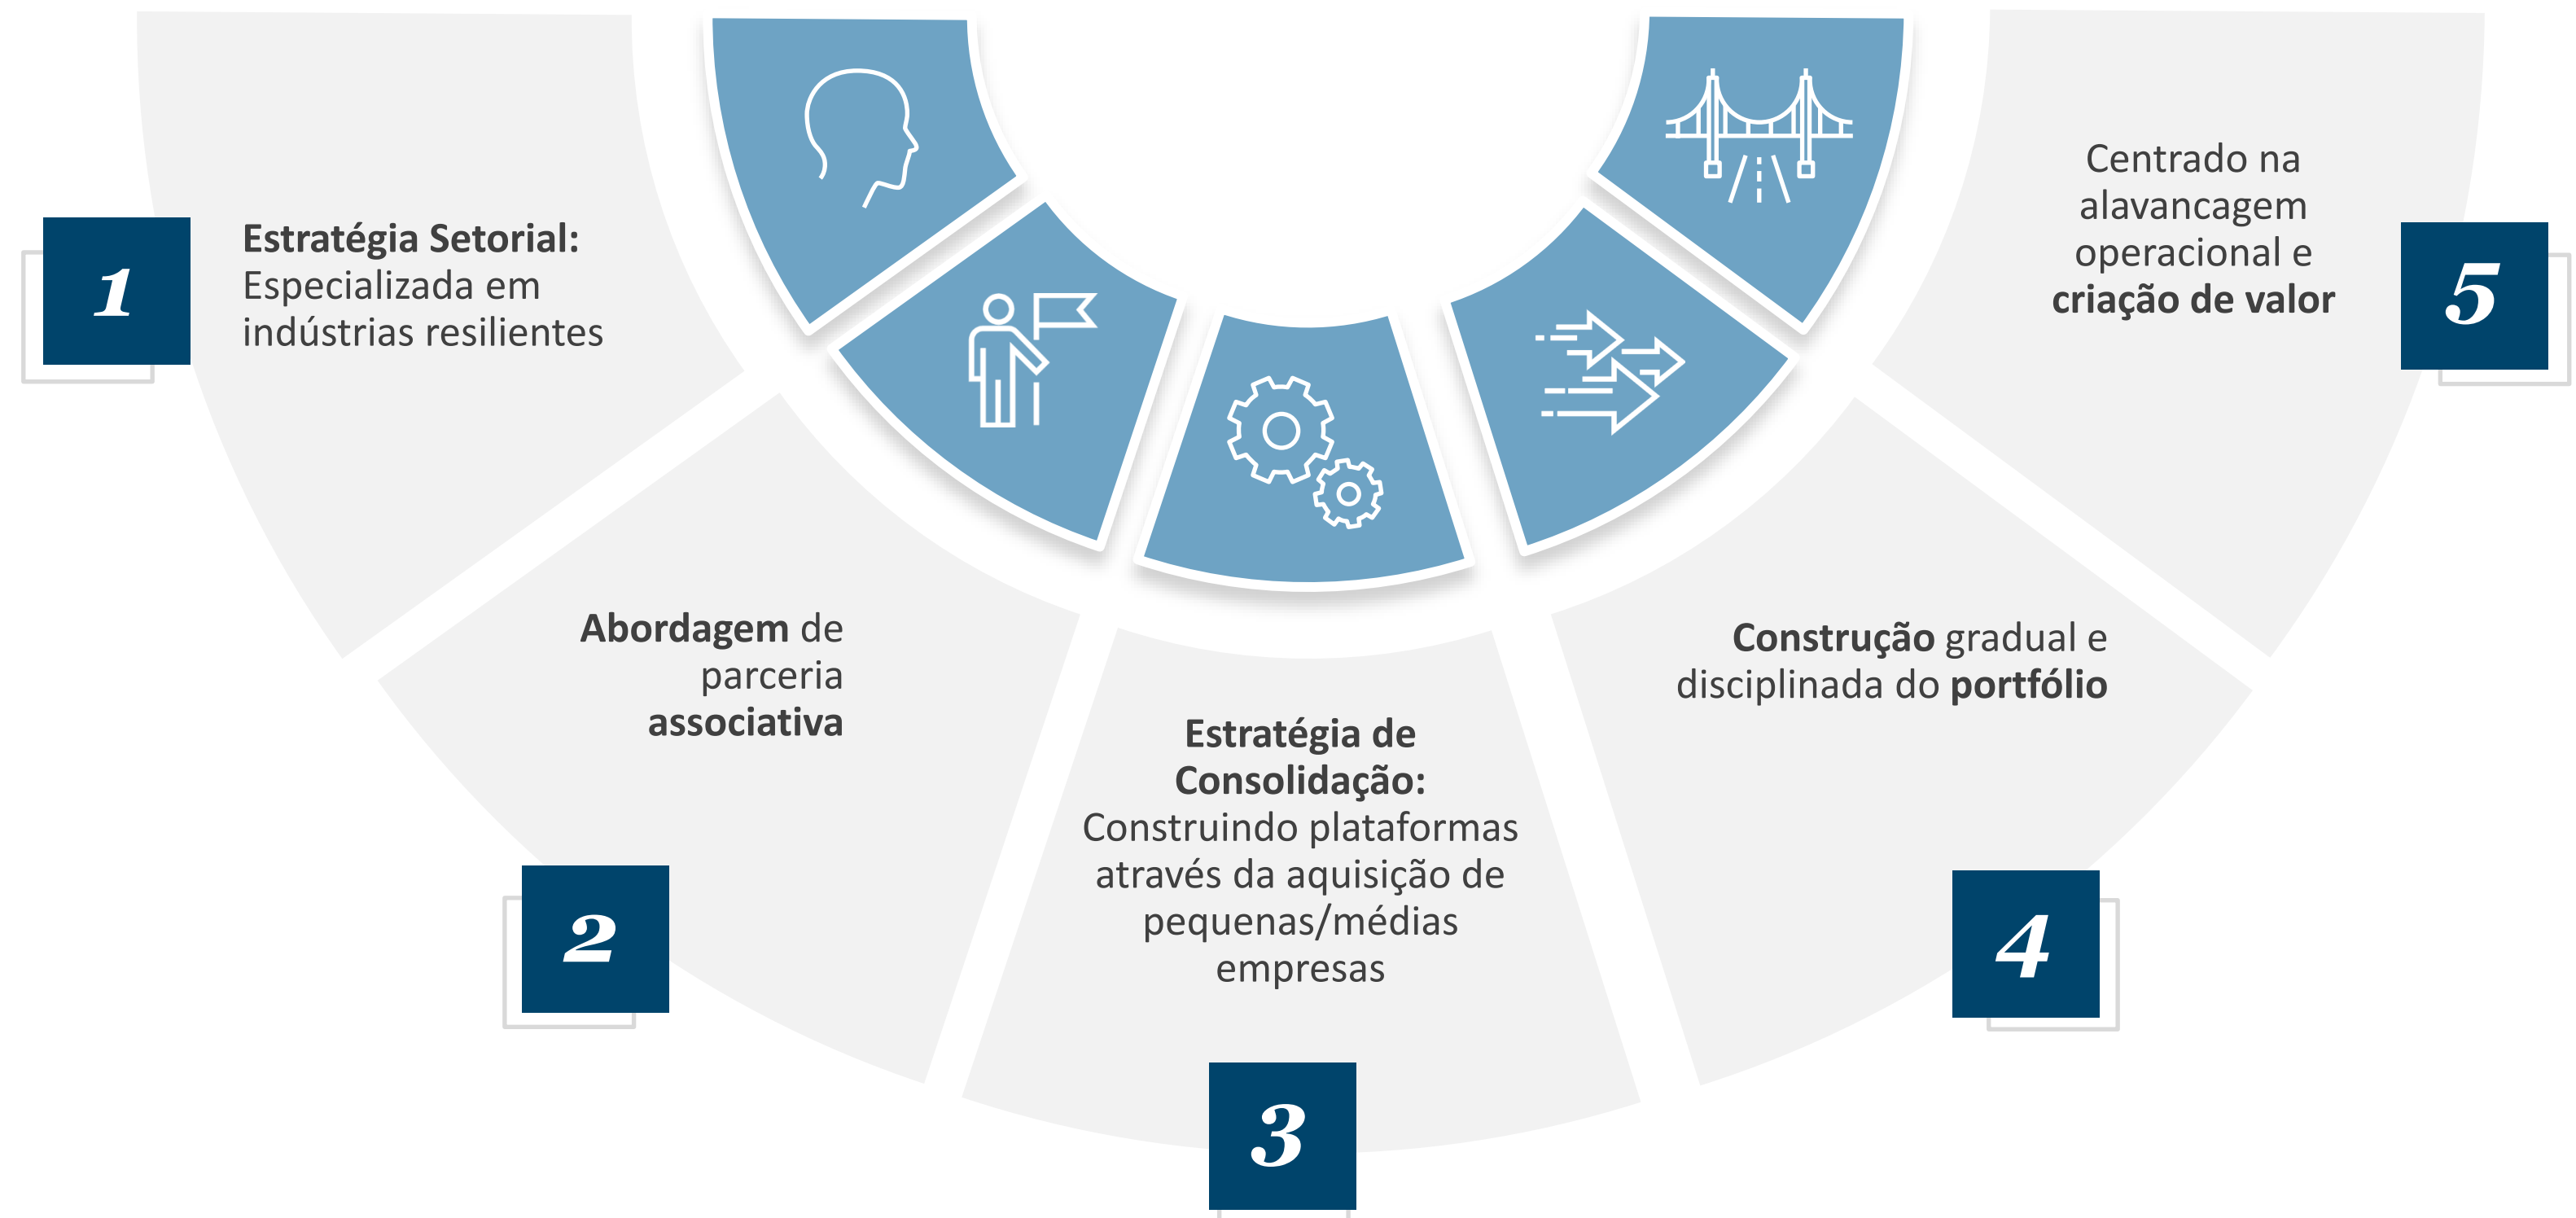 1
Estratégia Setorial:
Especializada em
indústrias resilientes
2
Abordagem de
parceria
associativa
3
Estratégia de
Consolidação:
Construindo plataformas
através da aquisição de
pequenas/médias
empresas
4
Construção gradual e
disciplinada do portfólio
5
Centrado na
alavancagem
operacional e
criação de valor